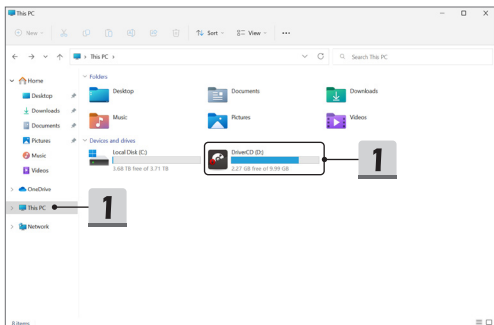 This PC
New
Sort
View
This PC
Search This PC
Home
Desktop
Downloads
Documents
Pictures
Music
Videos
OneDrive
This PC
Network
Folders
Desktop
Documents
Downloads
Music
Pictures
Videos
Devices and drives
Local Disk (C:)
3.68 TB free of 3.71 TB
DriverCD (D:)
2.27 GB free of 9.99 GB
1
1
8 items